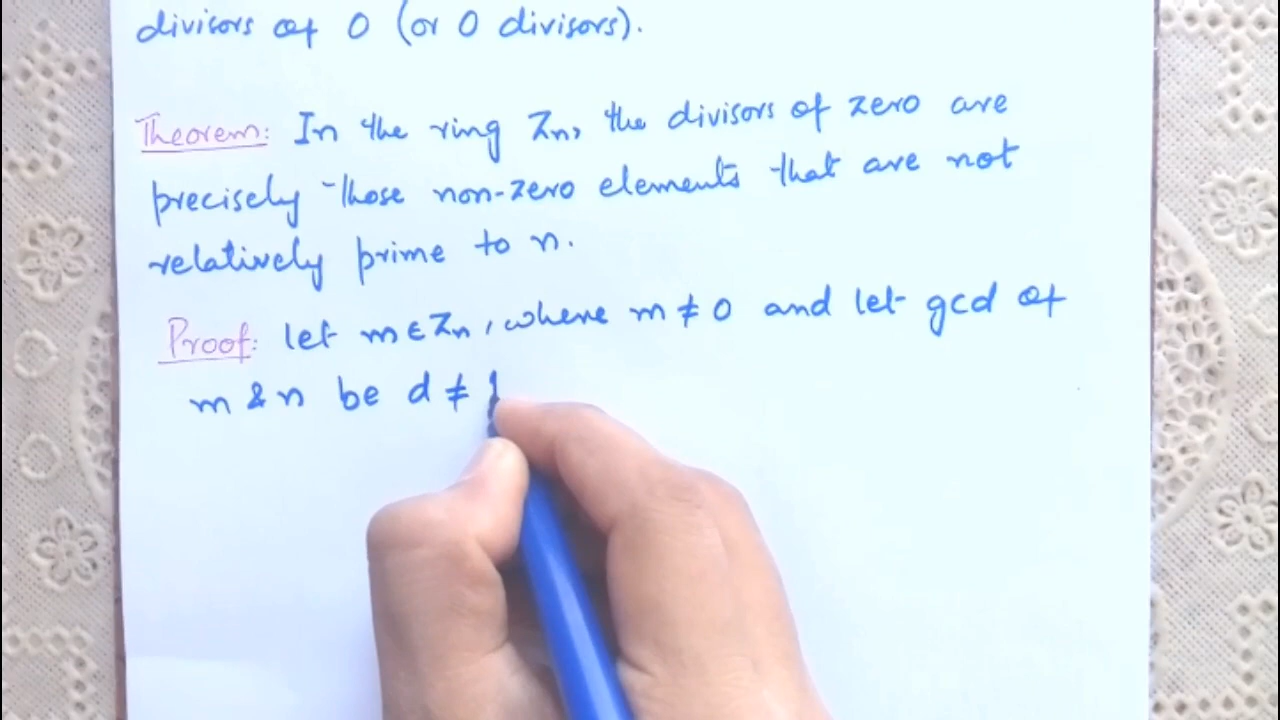 divisors of 0 (or 0 divisors).
Theorem: In the ring Zn, the divisors of zero are
precisely those non-zero elements that are not
relatively prime to n.
Proof: let m ∈ Zn, where m ≠ 0 and let gcd of
m & n be d ≠ 1